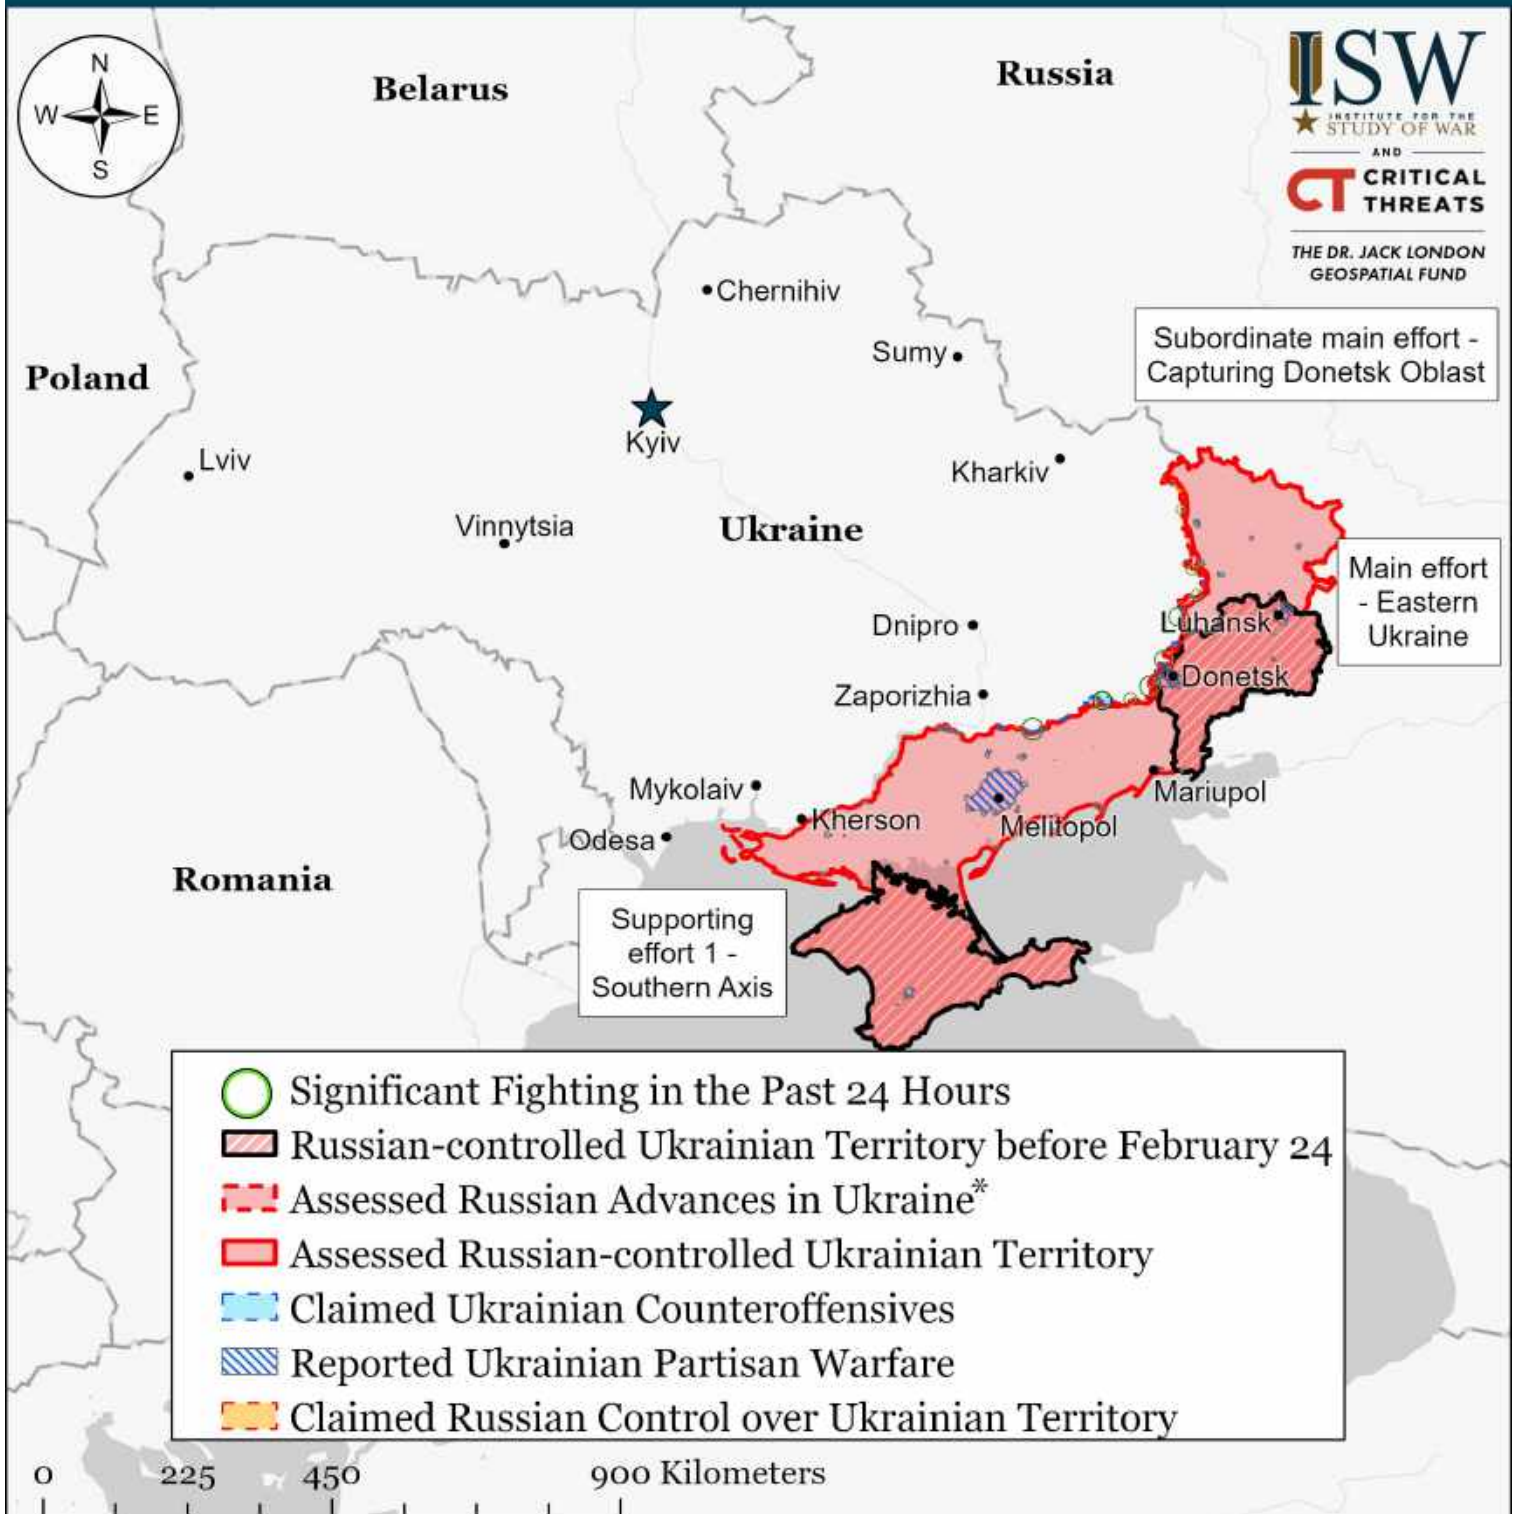 N
W E
S
Belarus
Russia
ISW
INSTITUTE FOR THE
STUDY OF WAR
AND
CT CRITICAL
THREATS
THE DR. JACK LONDON
GEOSPATIAL FUND
Chernihiv
Subordinate main effort -
Capturing Donetsk Oblast
Sumy
Poland
Kyiv
Lviv
Kharkiv
Vinnytsia
Ukraine
Main effort
- Eastern
Ukraine
Dnipro
Luhansk
Donetsk
Zaporizhia
Mykolaiv
Mariupol
Kherson
Melitopol
Odesa
Romania
Supporting
effort 1 -
Southern Axis
Significant Fighting in the Past 24 Hours
Russian-controlled Ukrainian Territory before February 24
Assessed Russian Advances in Ukraine*
Assessed Russian-controlled Ukrainian Territory
Claimed Ukrainian Counteroffensives
Reported Ukrainian Partisan Warfare
Claimed Russian Control over Ukrainian Territory
0 225 450 900 Kilometers